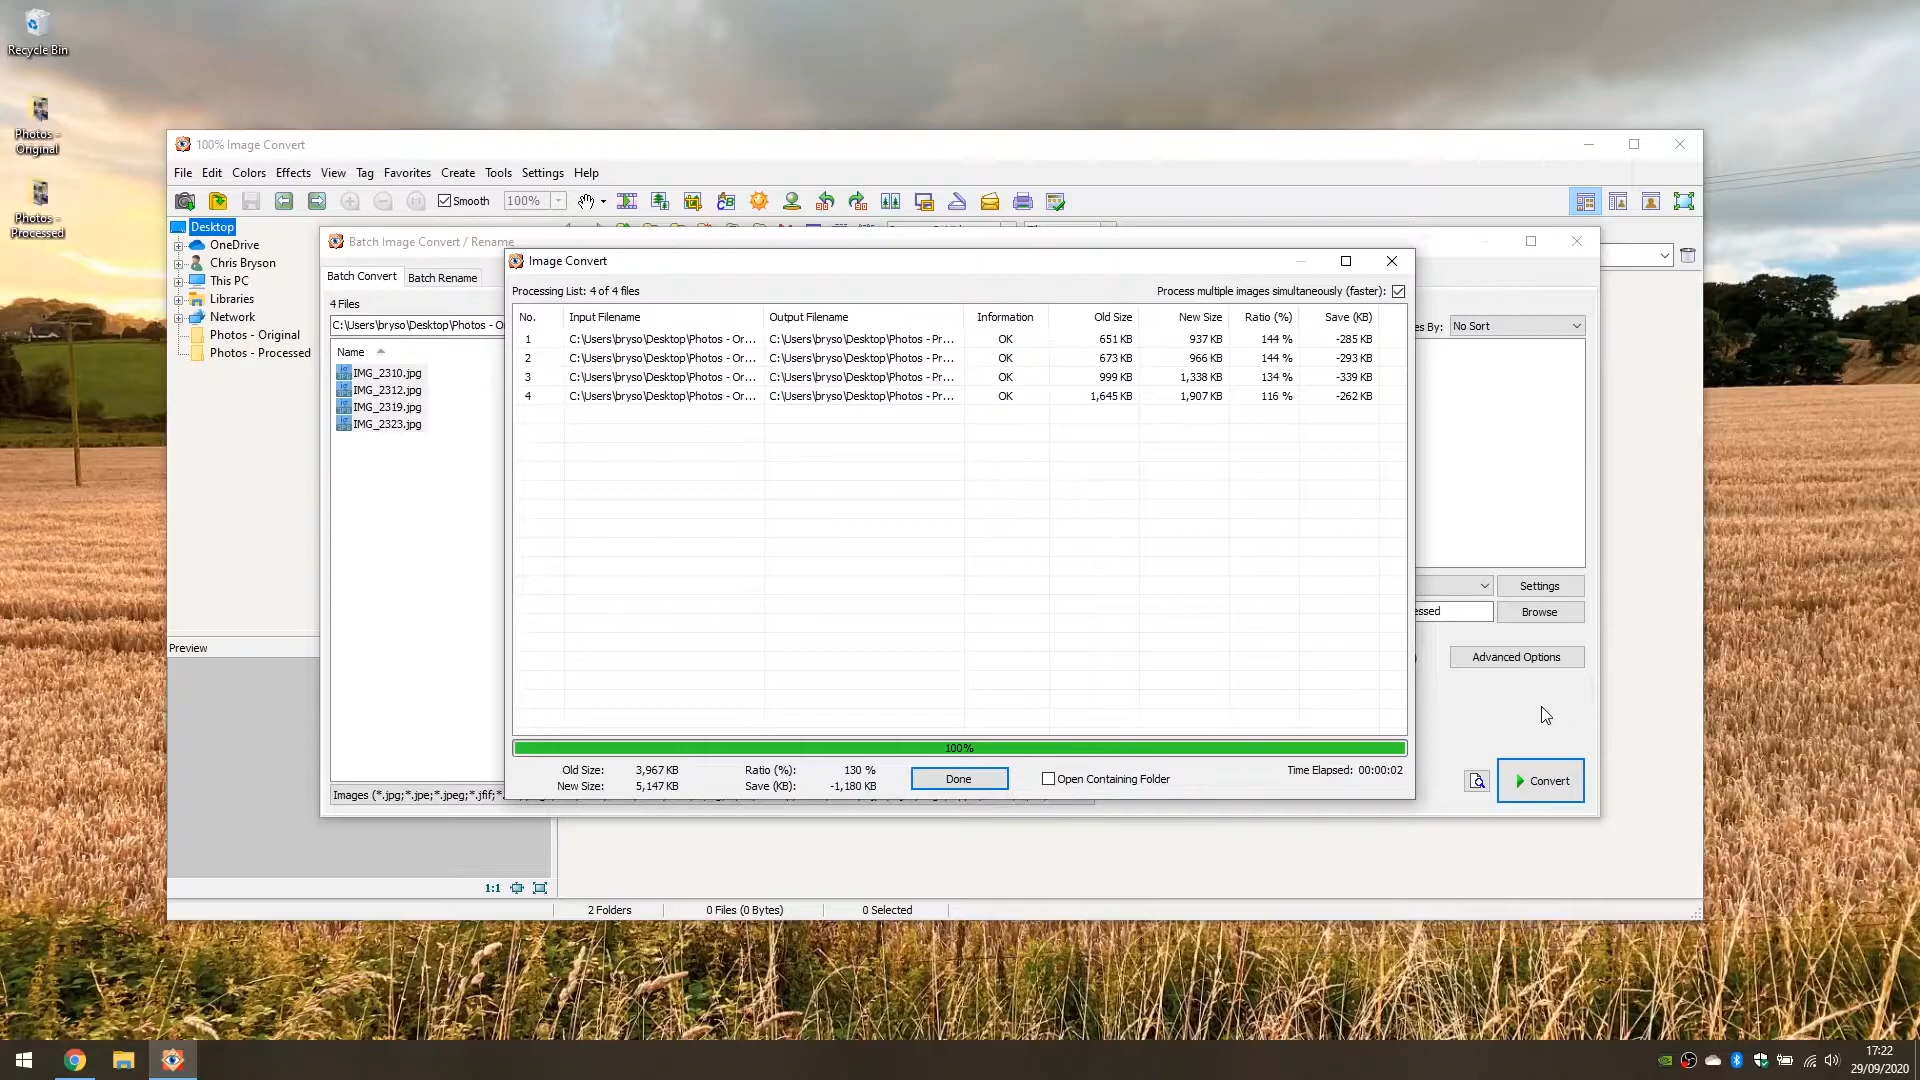 Recycle Bin
Photos - Original
Photos - Processed
100% Image Convert
File Edit Colors Effects View Tag Favorites Create Tools Settings Help
Smooth 100%
Desktop
OneDrive
Chris Bryson
This PC
Libraries
Network
Photos - Original
Photos - Processed
Preview
1:1
2 Folders 0 Files (0 Bytes) 0 Selected
Batch Image Convert / Rename
Batch Convert Batch Rename
4 Files
C:\Users\bryso\Desktop\Photos - O
Name
IMG_2310.jpg
IMG_2312.jpg
IMG_2319.jpg
IMG_2323.jpg
Images (*.jpg;*.jpe;*.jpeg;*.jfif;*
es By: No Sort
Settings
essed Browse
Advanced Options
Convert
Image Convert
Processing List: 4 of 4 files Process multiple images simultaneously (faster):
No. Input Filename Output Filename Information Old Size New Size Ratio (%) Save (KB)
1 C:\Users\bryso\Desktop\Photos - Or... C:\Users\bryso\Desktop\Photos - Pr... OK 651 KB 937 KB 144 % -285 KB
2 C:\Users\bryso\Desktop\Photos - Or... C:\Users\bryso\Desktop\Photos - Pr... OK 673 KB 966 KB 144 % -293 KB
3 C:\Users\bryso\Desktop\Photos - Or... C:\Users\bryso\Desktop\Photos - Pr... OK 999 KB 1,338 KB 134 % -339 KB
4 C:\Users\bryso\Desktop\Photos - Or... C:\Users\bryso\Desktop\Photos - Pr... OK 1,645 KB 1,907 KB 116 % -262 KB
100%
Old Size: 3,967 KB Ratio (%): 130 % Done Open Containing Folder Time Elapsed: 00:00:02
New Size: 5,147 KB Save (KB): -1,180 KB
17:22
29/09/2020